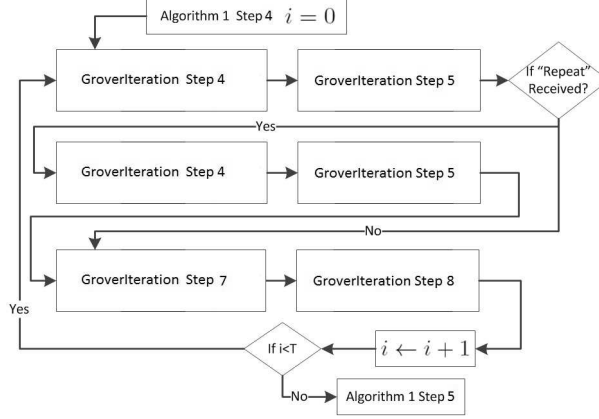 Algorithm 1 Step 4 i = 0
GroverIteration Step 4
GroverIteration Step 5
If “Repeat”
Received?
Yes
GroverIteration Step 4
GroverIteration Step 5
No
GroverIteration Step 7
GroverIteration Step 8
Yes
If i<T
i ← i + 1
No
Algorithm 1 Step 5